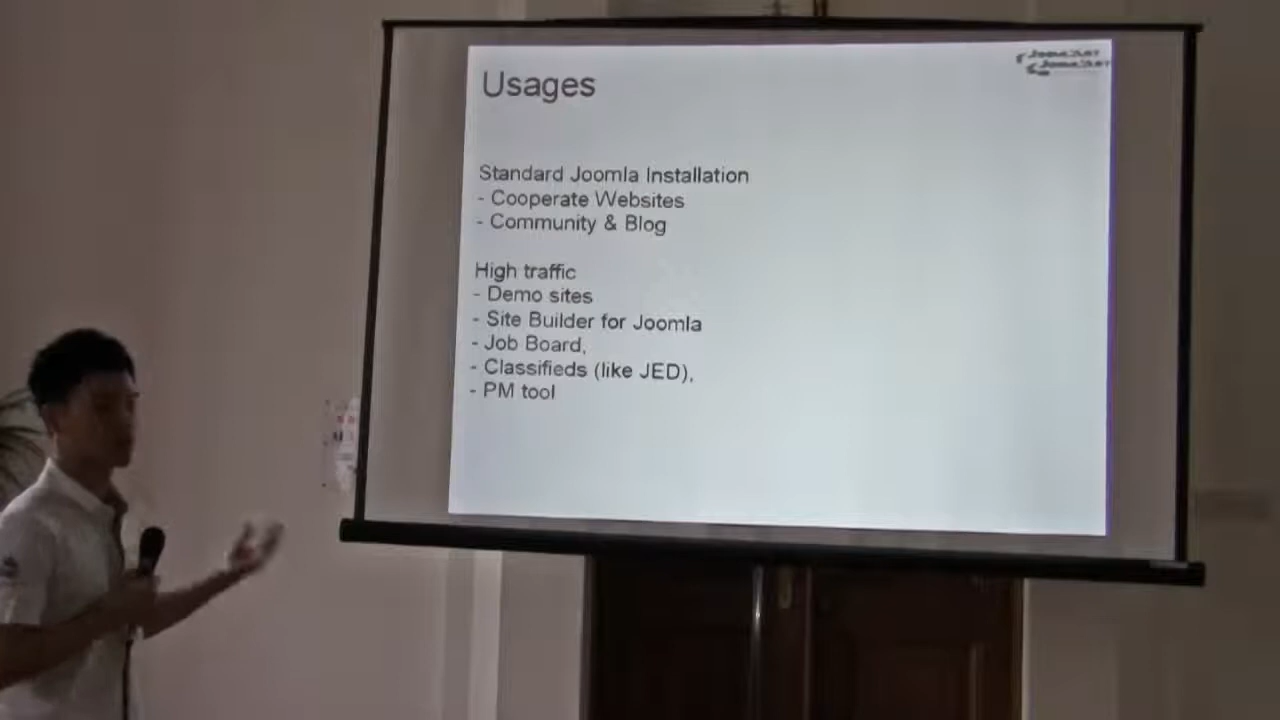 Usages
Standard Joomla Installation
- Cooperate Websites
- Community & Blog
High traffic
- Demo sites
- Site Builder for Joomla
- Job Board,
- Classifieds (like JED),
- PM tool